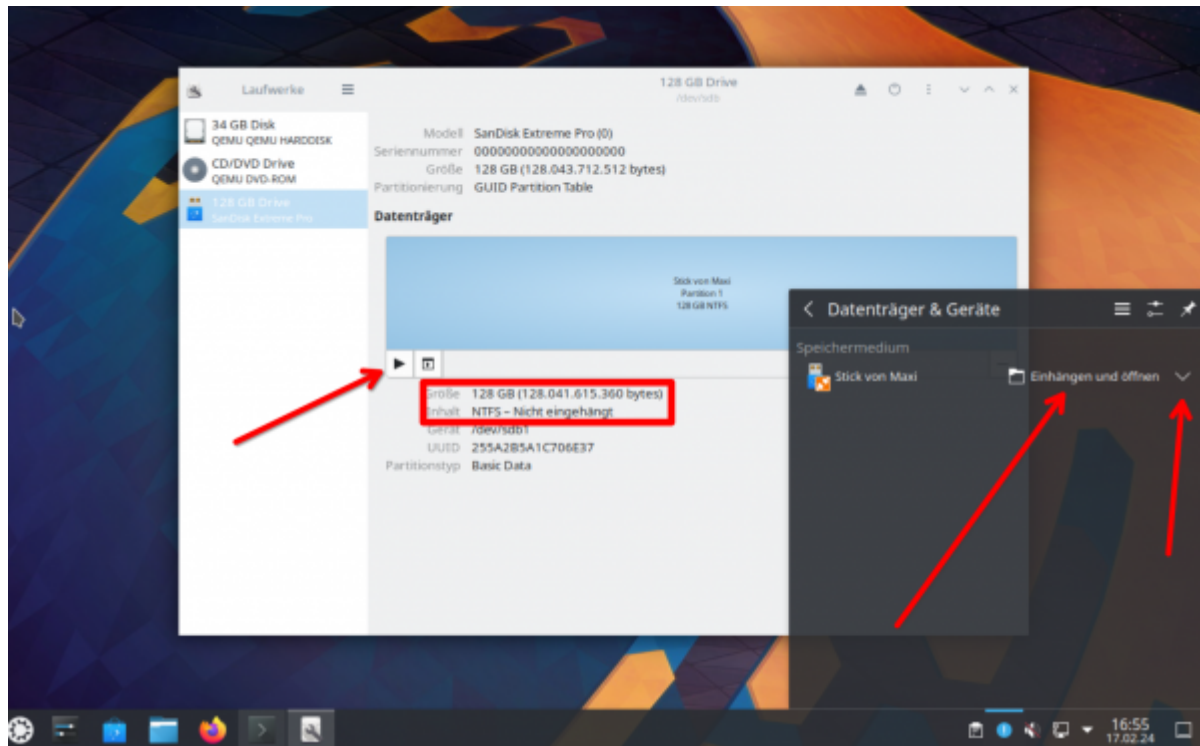 Laufwerke
128 GB Drive
/dev/sdb
34 GB Disk
QEMU QEMU HARDDISK
CD/DVD Drive
QEMU DVD-ROM
128 GB Drive
SanDisk Extreme Pro
Modell SanDisk Extreme Pro (0)
Seriennummer 00000000000000000000
Größe 128 GB (128.043.712.512 bytes)
Partitionierung GUID Partition Table
Datenträger
Stick von Maxi
Partition 1
128 GB NTFS
Größe 128 GB (128.041.615.360 bytes)
Inhalt NTFS – Nicht eingehängt
Gerät /dev/sdb1
UUID 255A2B5A1C706E37
Partitionstyp Basic Data
Datenträger & Geräte
Speichermedium
Stick von Maxi Einhängen und öffnen
16:55
17.02.24